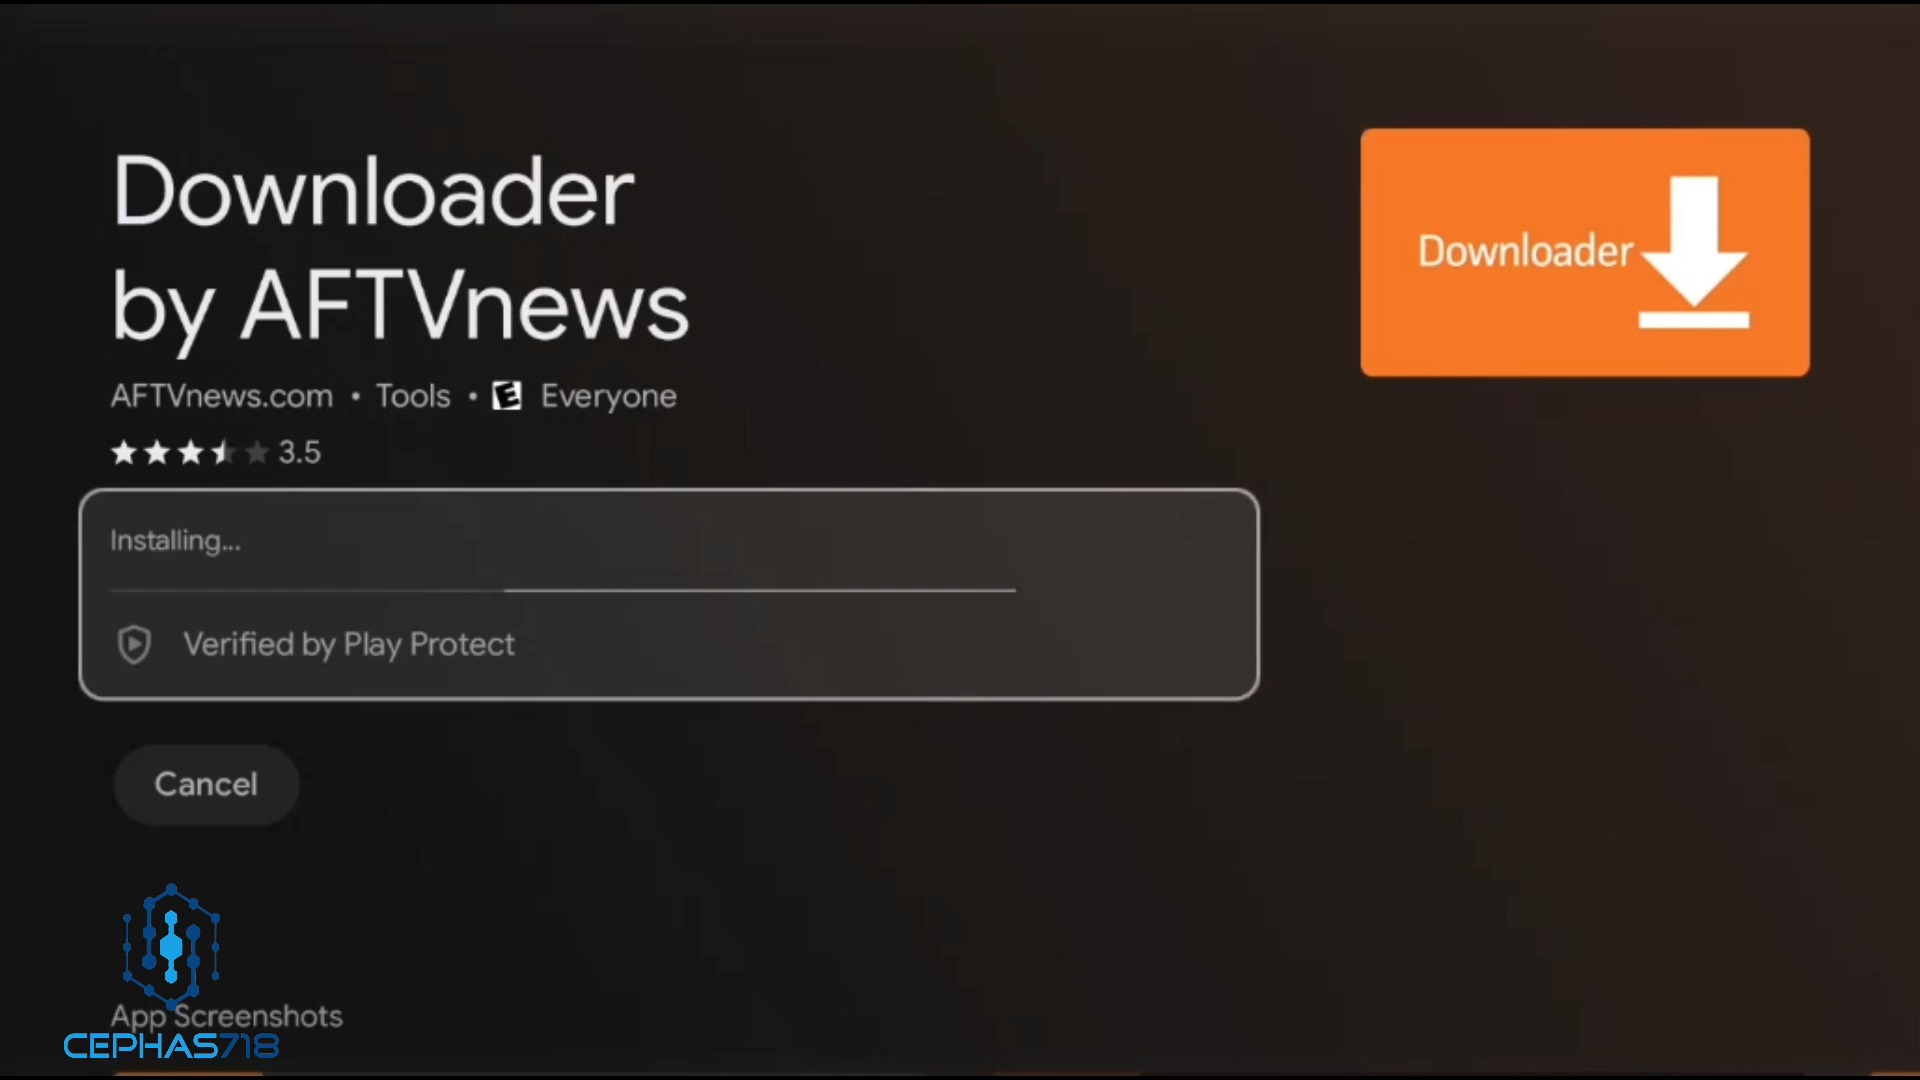 Downloader
by AFTVnews
Downloader
AFTVnews.com • Tools • E Everyone
3.5
Installing...
Verified by Play Protect
Cancel
App Screenshots
CEPHAS718